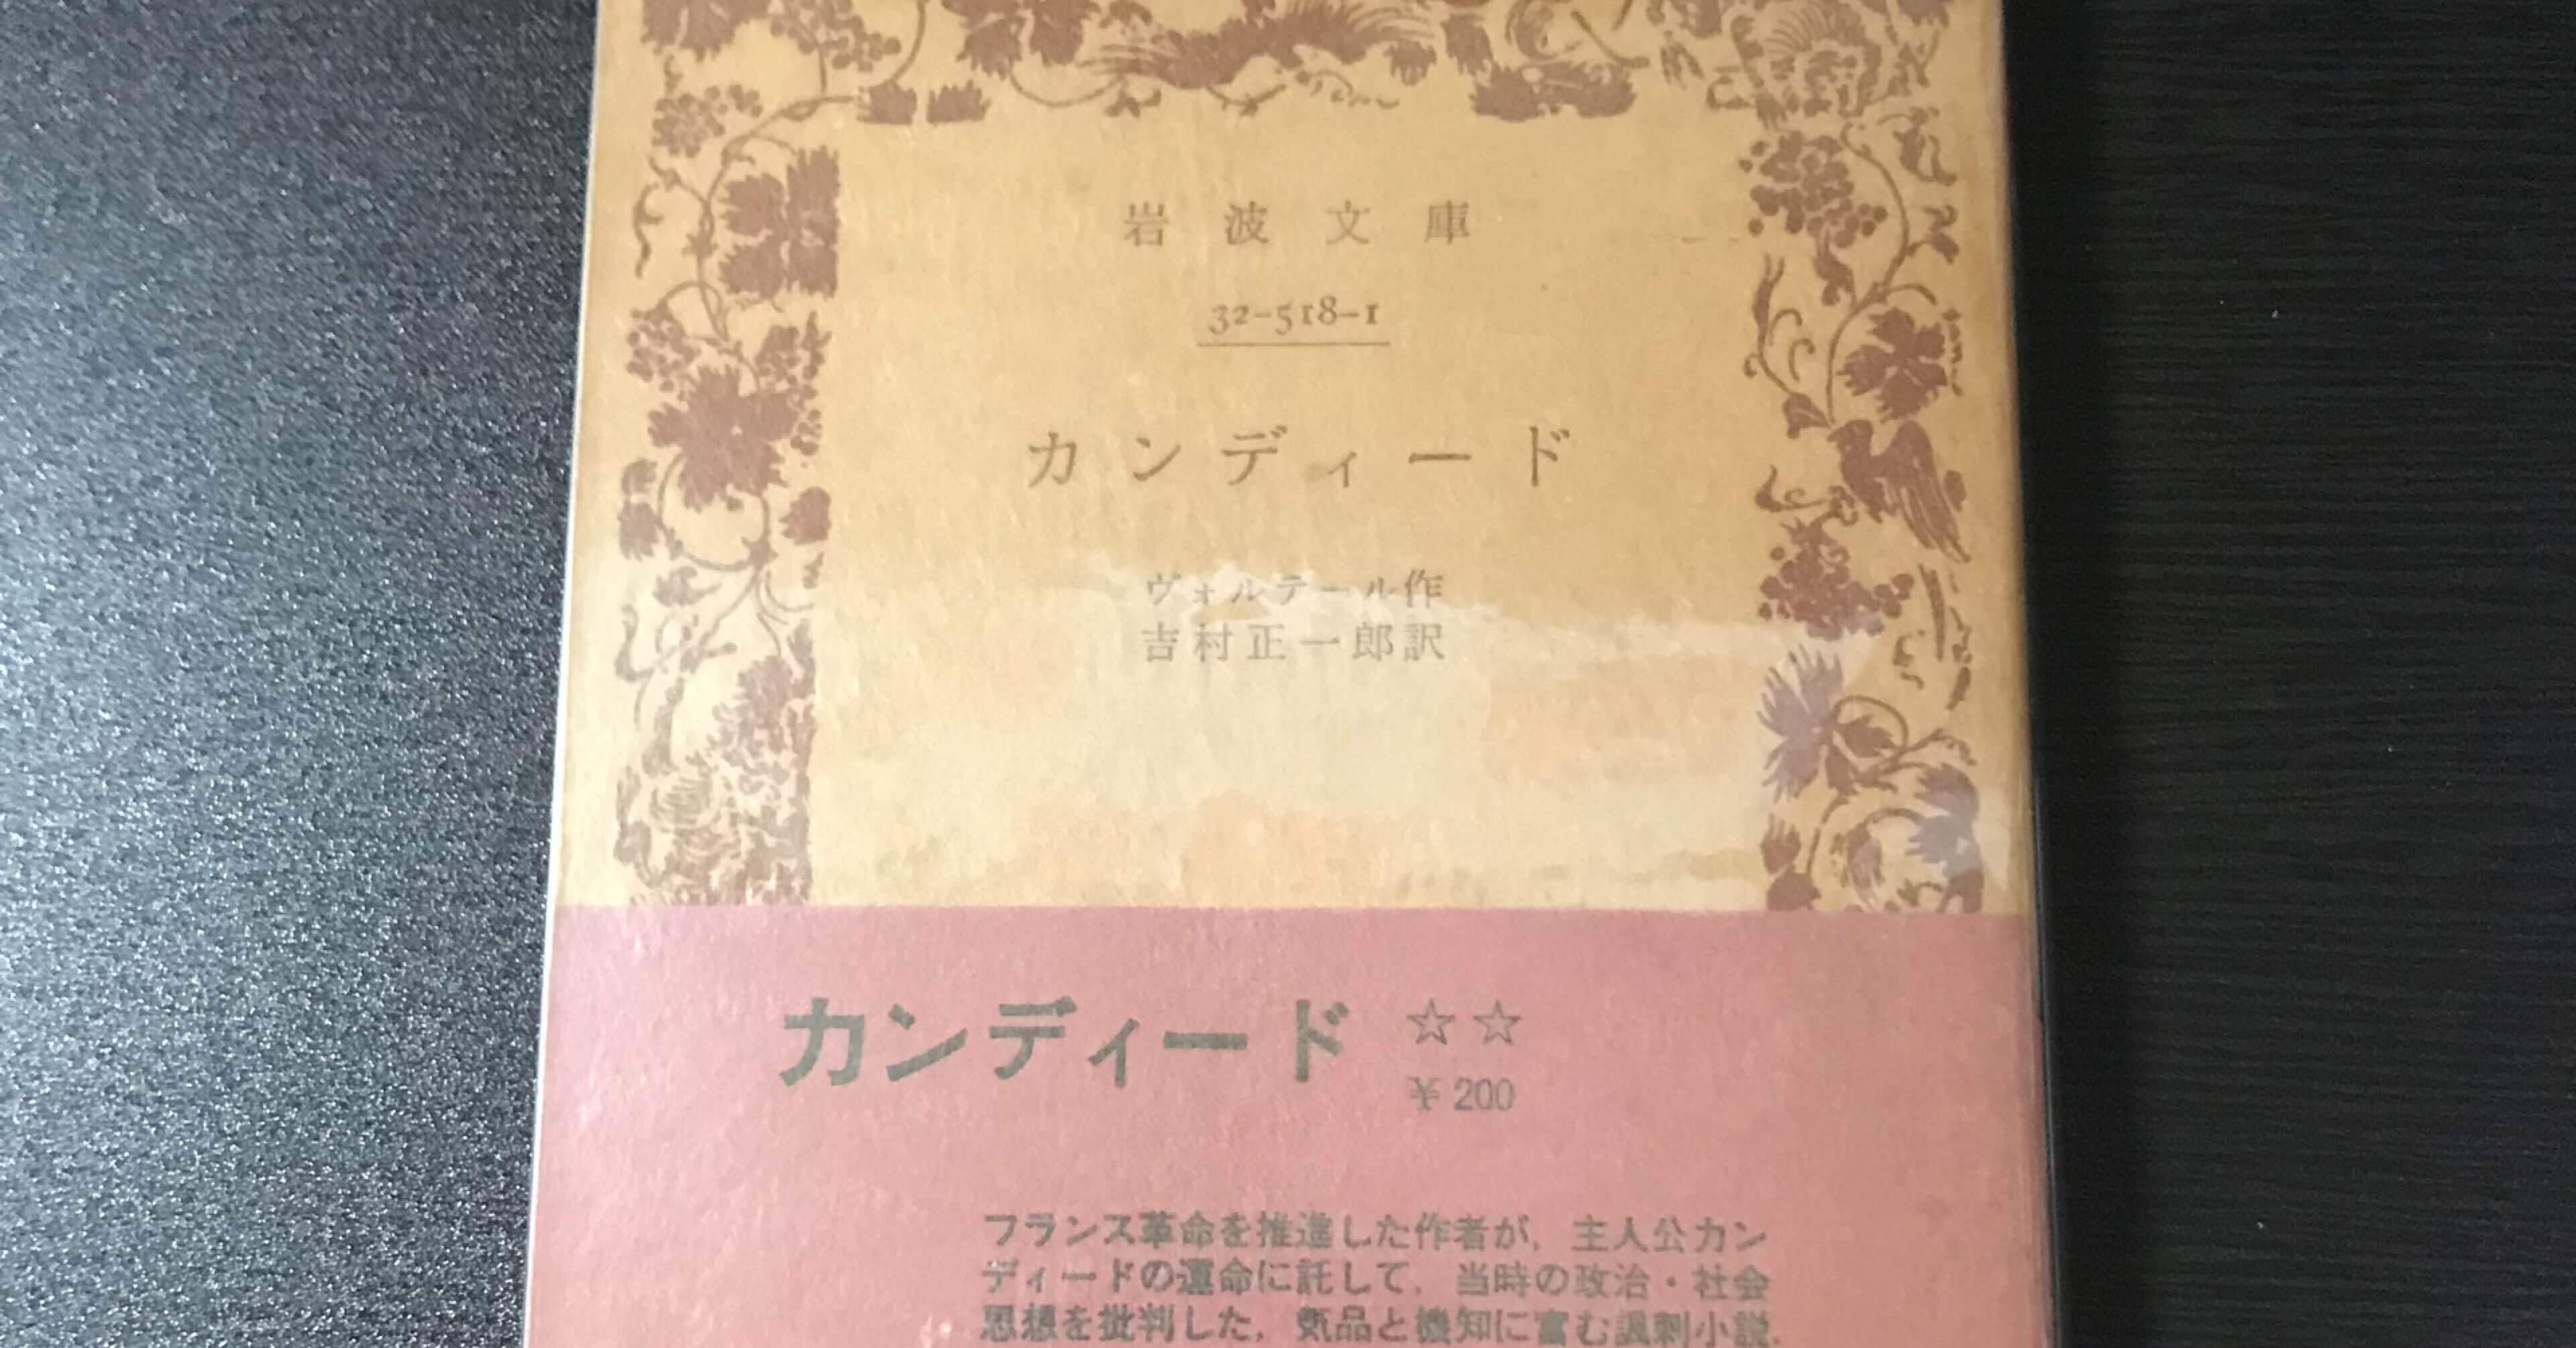 岩波文庫
32-518-1
カンディード
ヴォルテール作
吉村正一郎訳
カンディード ☆☆
¥200
フランス革命を推進した作者が，主人公カン
ディードの運命に託して，当時の政治・社会
思想を批判した，気品と機知に富む諷刺小説．